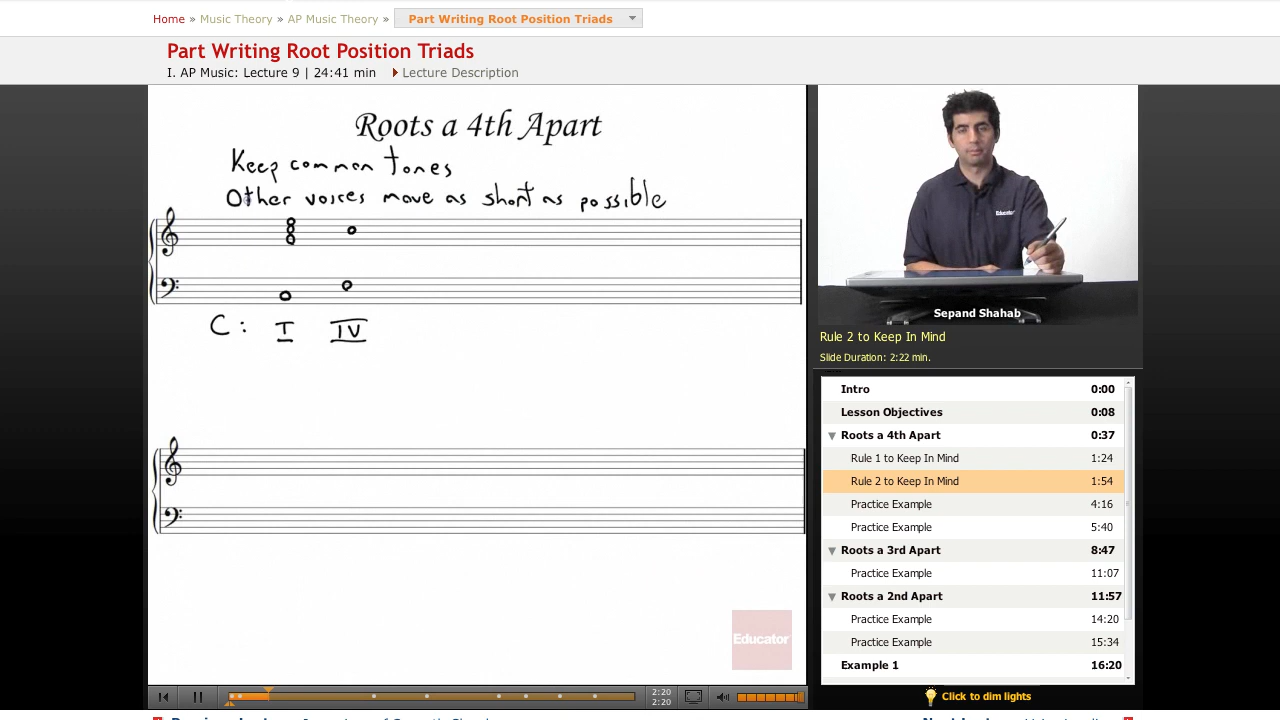 Home » Music Theory » AP Music Theory » Part Writing Root Position Triads
Part Writing Root Position Triads
I. AP Music: Lecture 9 | 24:41 min Lecture Description
Roots a 4th Apart
Keep common tones
Other voices move as short as possible
C: I IV
Educator
Educator
Sepand Shahab
Rule 2 to Keep In Mind
Slide Duration: 2:22 min.
Intro 0:00
Lesson Objectives 0:08
Roots a 4th Apart 0:37
Rule 1 to Keep In Mind 1:24
Rule 2 to Keep In Mind 1:54
Practice Example 4:16
Practice Example 5:40
Roots a 3rd Apart 8:47
Practice Example 11:07
Roots a 2nd Apart 11:57
Practice Example 14:20
Practice Example 15:34
Example 1 16:20
2:20
2:20
Click to dim lights